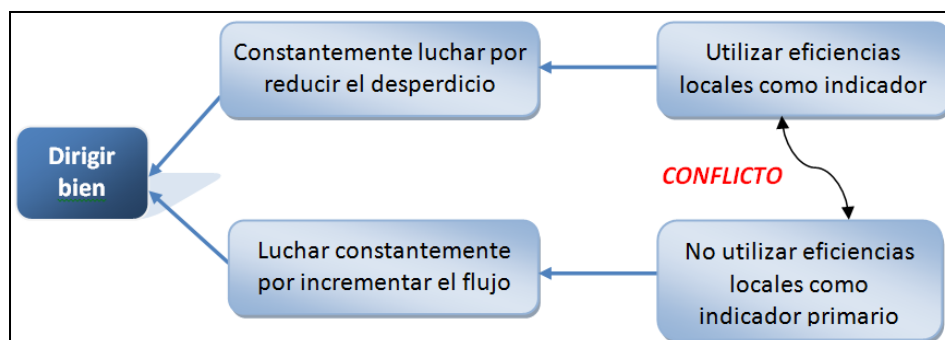 Constantemente luchar por
reducir el desperdicio
Utilizar eficiencias
locales como indicador
Dirigir
bien
CONFLICTO
Luchar constantemente
por incrementar el flujo
No utilizar eficiencias
locales como
indicador primario